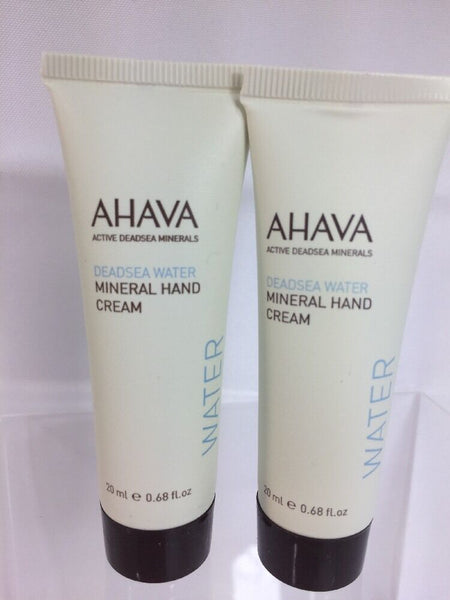 AHAVA
ACTIVE DEADSEA MINERALS
DEADSEA WATER
MINERAL HAND
CREAM
WATER
20 ml e 0.68 fl.oz
AHAVA
ACTIVE DEADSEA MINERALS
DEADSEA WATER
MINERAL HAND
CREAM
WATER
20 ml e 0.68 fl.oz